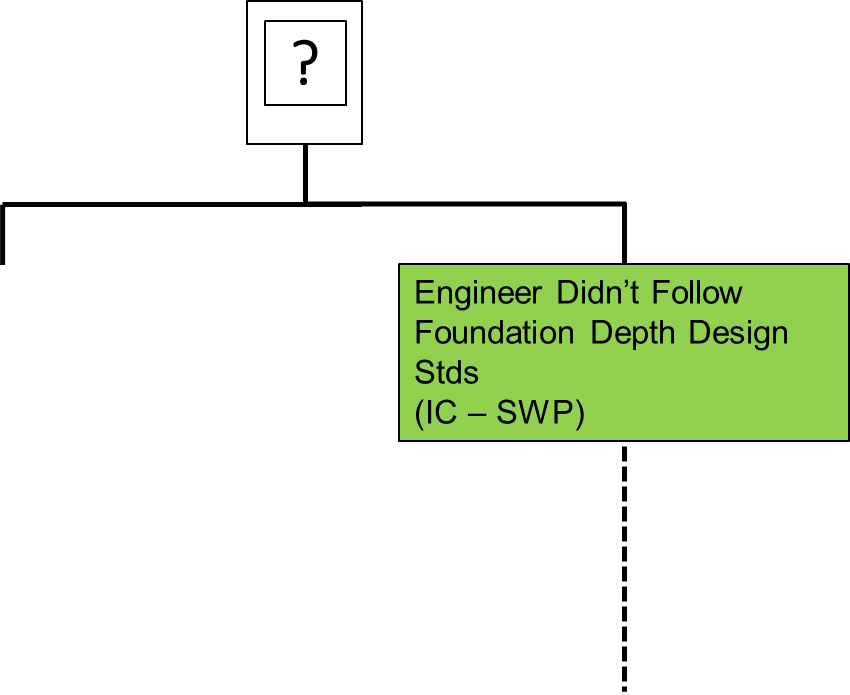 ?
Engineer Didn’t Follow
Foundation Depth Design
Stds
(IC – SWP)